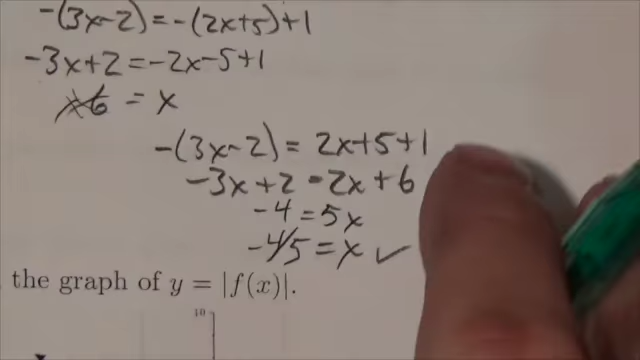 -(3x-2)=-(2x+5)+1
-3x+2=-2x-5+1
= x
-(3x-2)= 2x+5+1
-3x+2=2x+6
-4=5x
-4/5=x ✓
the graph of y = |f(x)|.
10